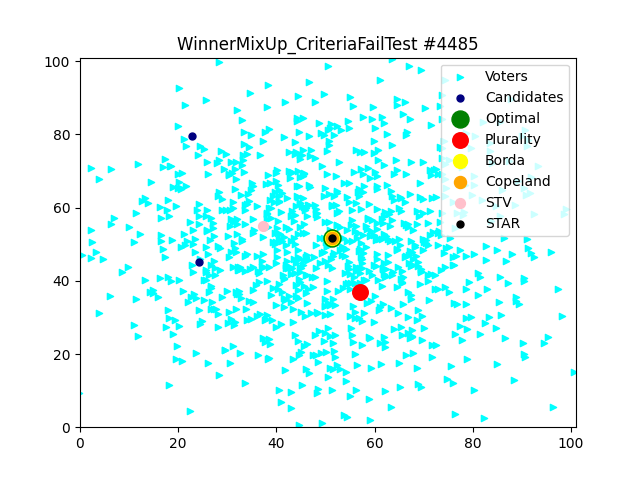 WinnerMixUp_CriteriaFailTest #4485
100
80
60
40
20
0
0
20
40
60
80
100
Voters
Candidates
Optimal
Plurality
Borda
Copeland
STV
STAR